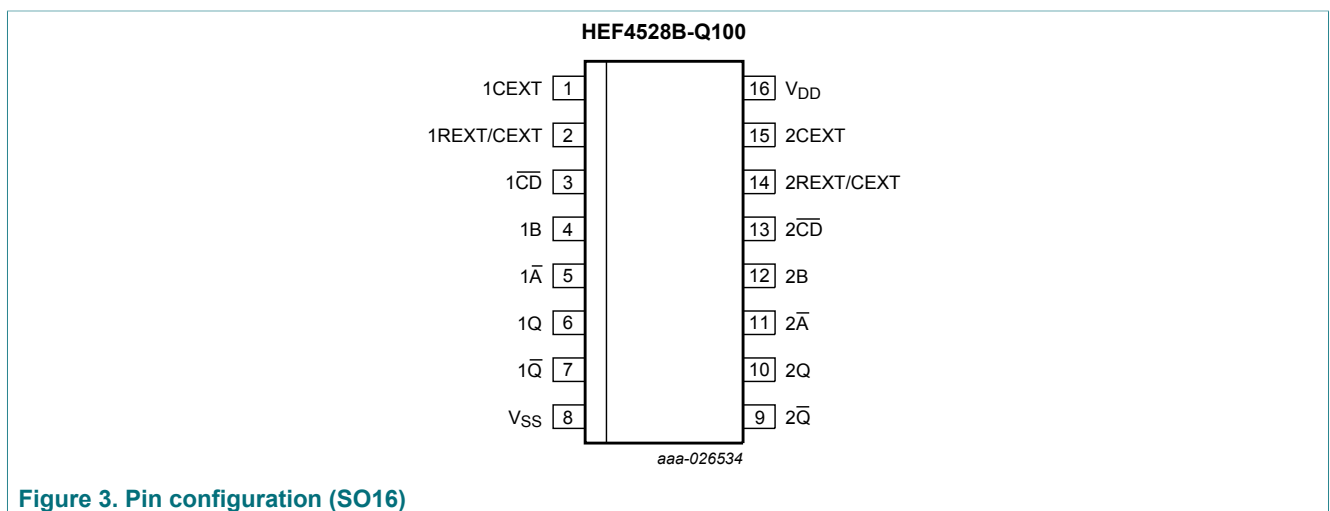 HEF4528B-Q100
1CEXT 1 16 V_DD
1REXT/CEXT 2 15 2CEXT
1C̅D̅ 3 14 2REXT/CEXT
1B 4 13 2C̅D̅
1A̅ 5 12 2B
1Q 6 11 2A̅
1Q̅ 7 10 2Q
V_SS 8 9 2Q̅
aaa-026534
Figure 3. Pin configuration (SO16)